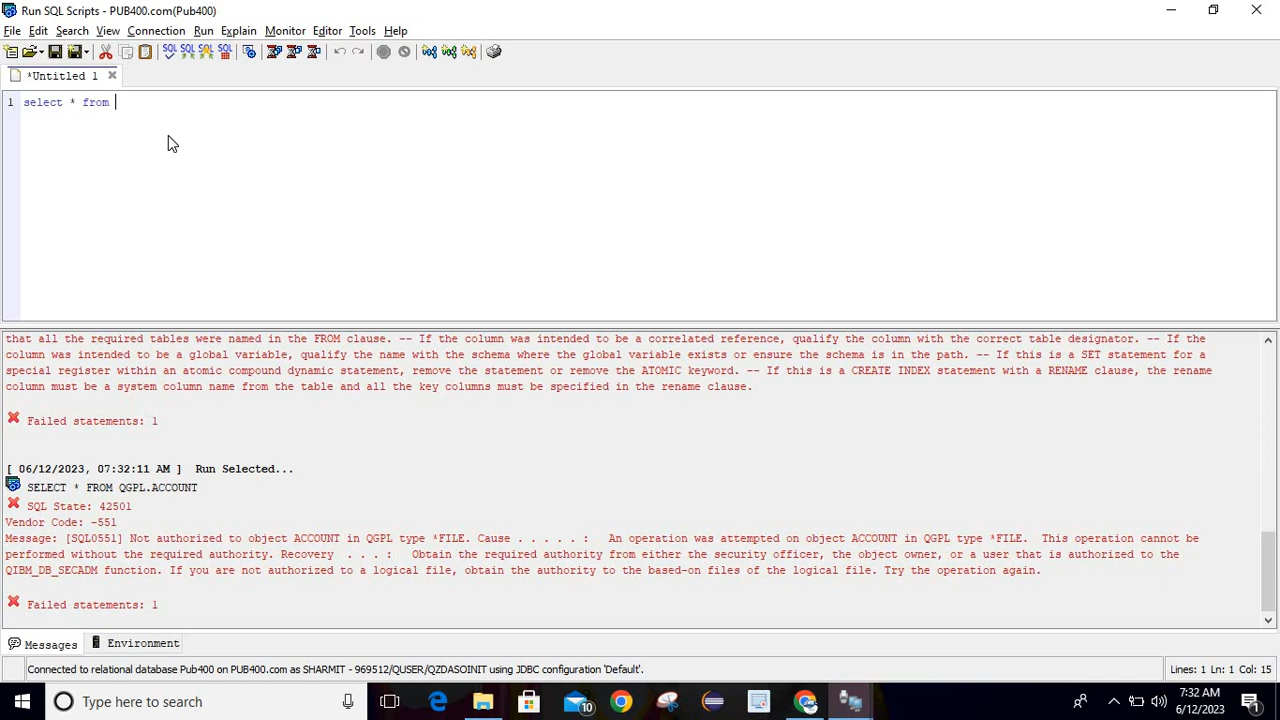 Run SQL Scripts - PUB400.com(Pub400)
File Edit Search View Connection Run Explain Monitor Editor Tools Help
SQL SQL SQL SQL
*Untitled 1
1 select * from
that all the required tables were named in the FROM clause. -- If the column was intended to be a correlated reference, qualify the column with the correct table designator. -- If the
column was intended to be a global variable, qualify the name with the schema where the global variable exists or ensure the schema is in the path. -- If this is a SET statement for a
special register within an atomic compound dynamic statement, remove the statement or remove the ATOMIC keyword. -- If this is a CREATE INDEX statement with a RENAME clause, the rename
column must be a system column name from the table and all the key columns must be specified in the rename clause.
Failed statements: 1
[ 06/12/2023, 07:32:11 AM ] Run Selected...
SELECT * FROM QGPL.ACCOUNT
SQL State: 42501
Vendor Code: -551
Message: [SQL0551] Not authorized to object ACCOUNT in QGPL type *FILE. Cause . . . . . : An operation was attempted on object ACCOUNT in QGPL type *FILE. This operation cannot be
performed without the required authority. Recovery . . . : Obtain the required authority from either the security officer, the object owner, or a user that is authorized to the
QIBM_DB_SECADM function. If you are not authorized to a logical file, obtain the authority to the based-on files of the logical file. Try the operation again.
Failed statements: 1
Messages Environment
Connected to relational database Pub400 on PUB400.com as SHARMIT - 969512/QUSER/QZDASOINIT using JDBC configuration 'Default'.
Lines: 1 Ln: 1 Col: 15
Type here to search
10
7:32 AM
6/12/2023
1